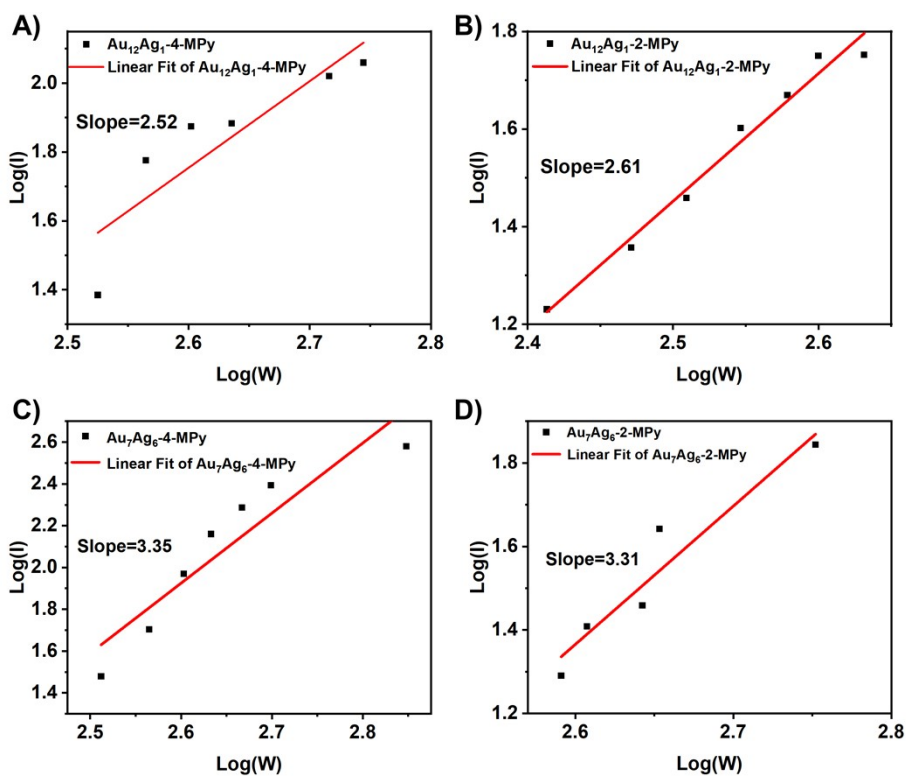 A)
Au₁₂Ag₁-4-MPy
Linear Fit of Au₁₂Ag₁-4-MPy
Slope=2.52
Log(I)
2.0
1.8
1.6
1.4
2.5
2.6
2.7
2.8
Log(W)
B)
Au₁₂Ag₁-2-MPy
Linear Fit of Au₁₂Ag₁-2-MPy
Slope=2.61
Log(I)
1.8
1.6
1.4
1.2
2.4
2.5
2.6
Log(W)
C)
Au₇Ag₆-4-MPy
Linear Fit of Au₇Ag₆-4-MPy
Slope=3.35
Log(I)
2.6
2.4
2.2
2.0
1.8
1.6
1.4
2.5
2.6
2.7
2.8
Log(W)
D)
Au₇Ag₆-2-MPy
Linear Fit of Au₇Ag₆-2-MPy
Slope=3.31
Log(I)
1.8
1.6
1.4
1.2
2.6
2.7
2.8
Log(W)